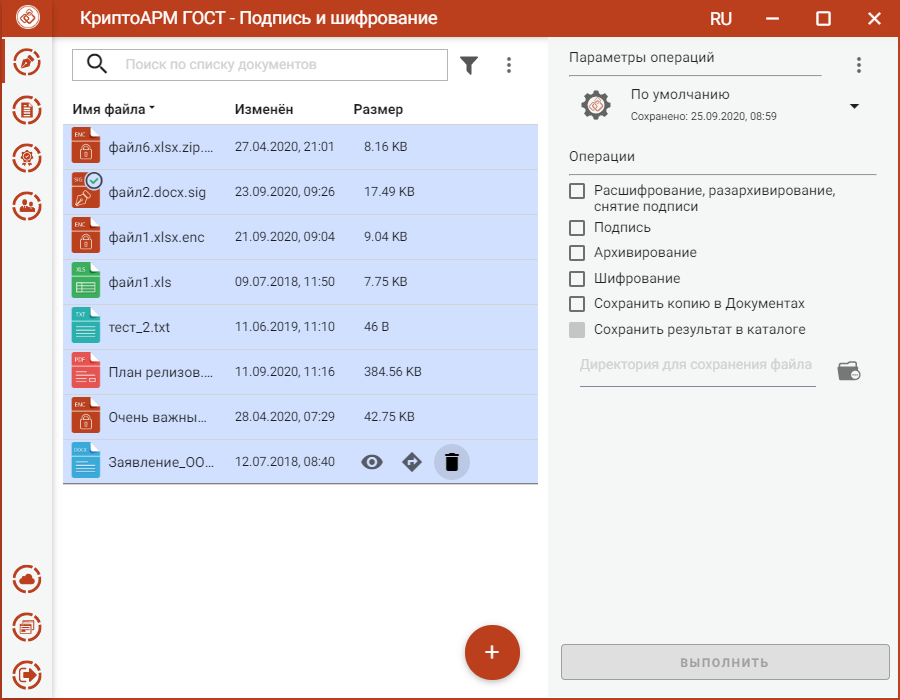 КриптоАРМ ГОСТ - Подпись и шифрование
RU
Поиск по списку документов
Имя файла Изменён Размер
ENC
файл6.xlsx.zip.... 27.04.2020, 21:01 8.16 KB
SIG
файл2.docx.sig 23.09.2020, 09:26 17.49 KB
ENC
файл1.xlsx.enc 21.09.2020, 09:04 9.04 KB
XLS
файл1.xls 09.07.2018, 11:50 7.75 KB
TXT
тест_2.txt 11.06.2019, 11:10 46 B
PDF
План релизов.... 11.09.2020, 11:16 384.56 KB
ENC
Очень важны... 28.04.2020, 07:29 42.75 KB
DOCX
Заявление_ОО... 12.07.2018, 08:40
+
Параметры операций
По умолчанию
Сохранено: 25.09.2020, 08:59
Операции
Расшифрование, разархивирование,
снятие подписи
Подпись
Архивирование
Шифрование
Сохранить копию в Документах
Сохранить результат в каталоге
Директория для сохранения файла
ВЫПОЛНИТЬ